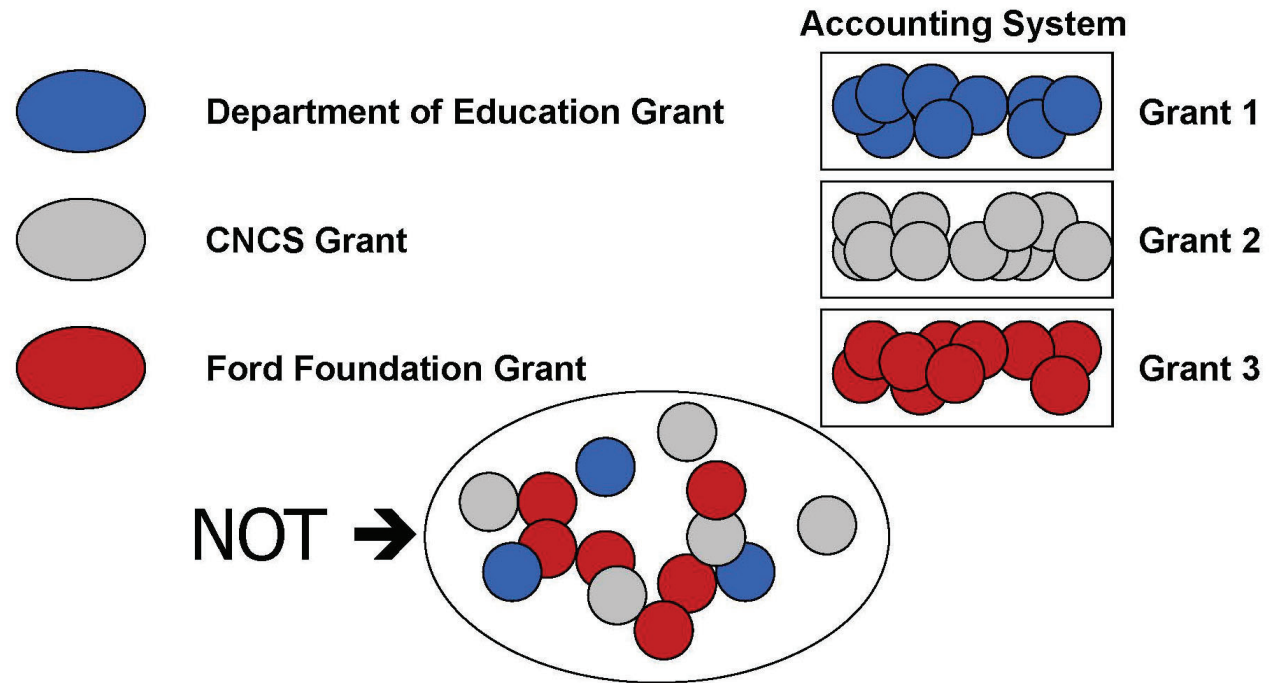 Accounting System
Department of Education Grant
Grant 1
CNCS Grant
Grant 2
Ford Foundation Grant
Grant 3
NOT